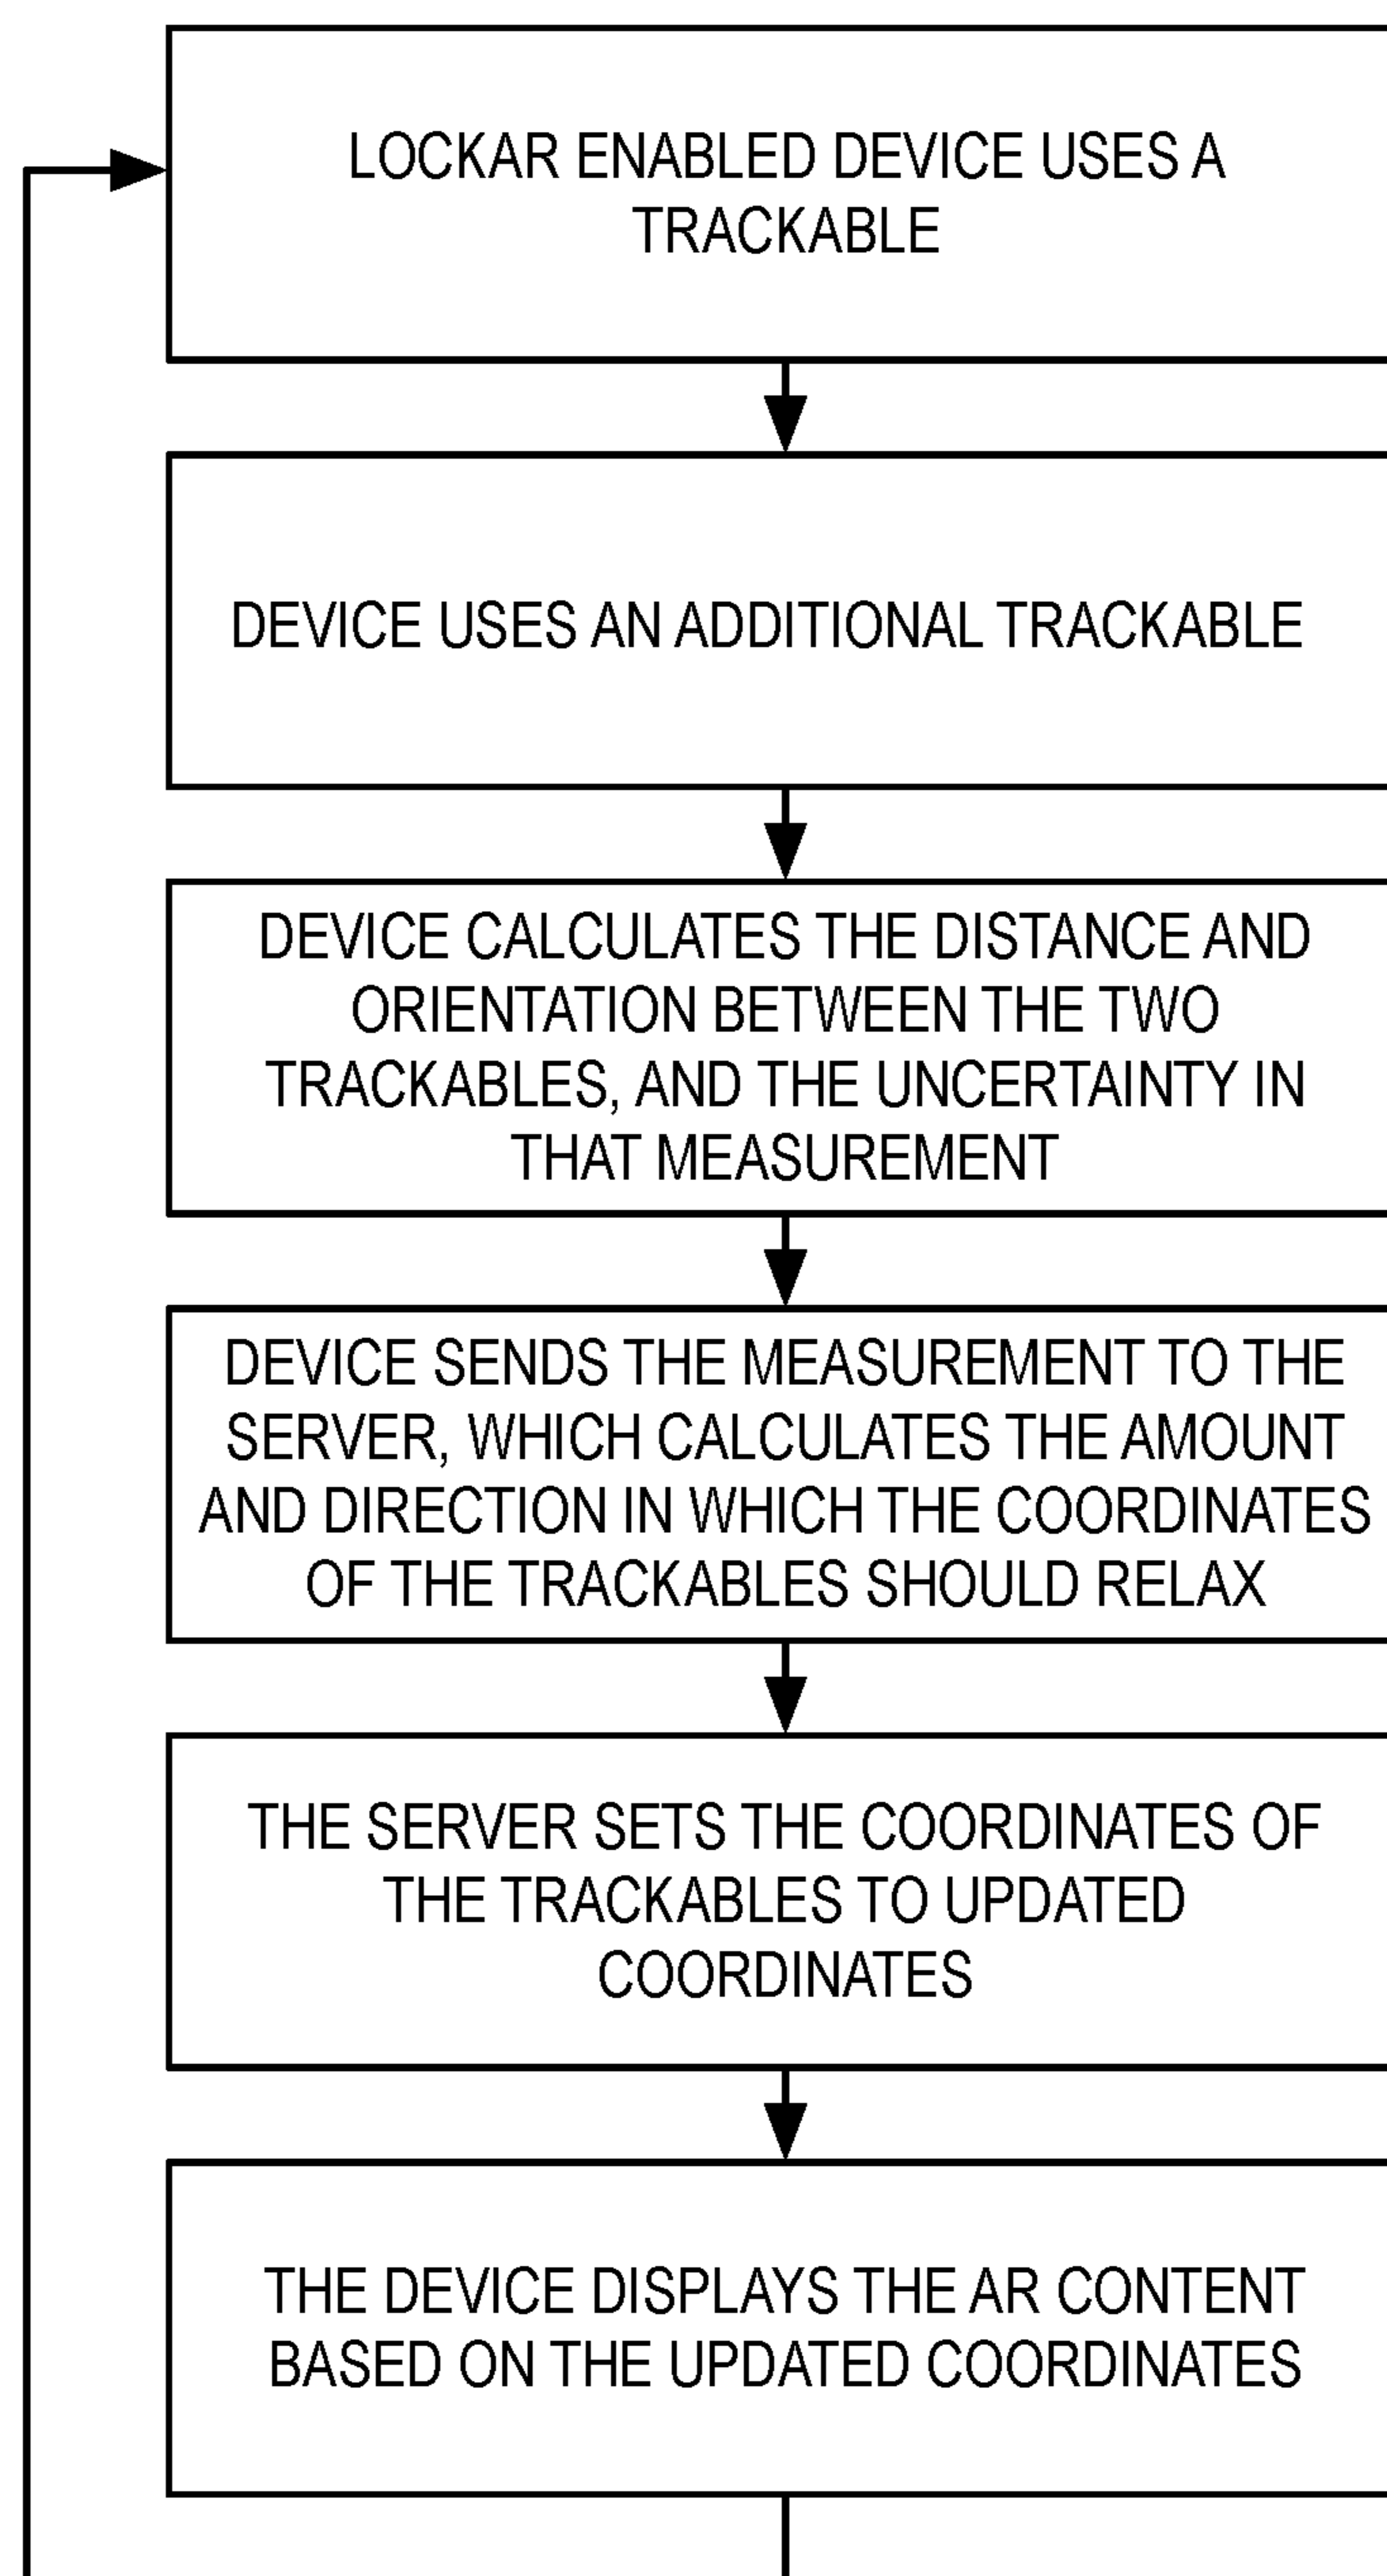 LOCKAR ENABLED DEVICE USES A
TRACKABLE
DEVICE USES AN ADDITIONAL TRACKABLE
DEVICE CALCULATES THE DISTANCE AND
ORIENTATION BETWEEN THE TWO
TRACKABLES, AND THE UNCERTAINTY IN
THAT MEASUREMENT
DEVICE SENDS THE MEASUREMENT TO THE
SERVER, WHICH CALCULATES THE AMOUNT
AND DIRECTION IN WHICH THE COORDINATES
OF THE TRACKABLES SHOULD RELAX
THE SERVER SETS THE COORDINATES OF
THE TRACKABLES TO UPDATED
COORDINATES
THE DEVICE DISPLAYS THE AR CONTENT
BASED ON THE UPDATED COORDINATES